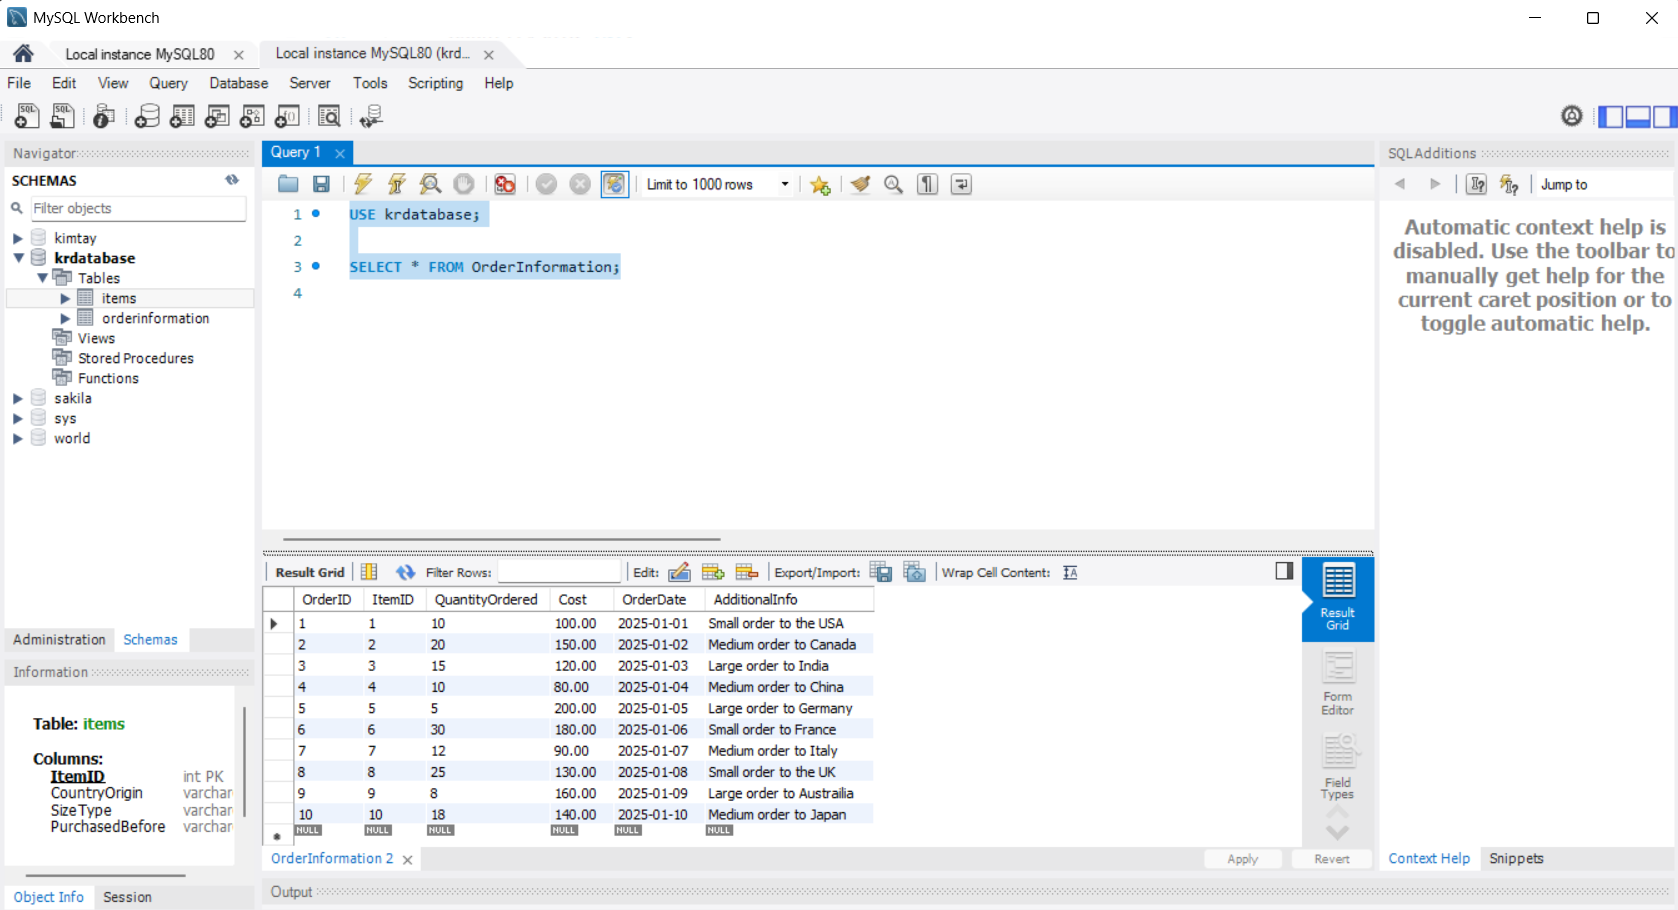 MySQL Workbench
Local instance MySQL80
Local instance MySQL80 (krd...
File Edit View Query Database Server Tools Scripting Help
Navigator
SCHEMAS
Filter objects
kimtay
krdatabase
Tables
items
orderinformation
Views
Stored Procedures
Functions
sakila
sys
world
Administration Schemas
Information
Table: items
Columns:
ItemID int PK
CountryOrigin varchar
SizeType varchar
PurchasedBefore varchar
Object Info Session
Query 1
Limit to 1000 rows
1 USE krdatabase;
2
3 SELECT * FROM OrderInformation;
4
Result Grid Filter Rows: Edit: Export/Import: Wrap Cell Content:
OrderID ItemID QuantityOrdered Cost OrderDate AdditionalInfo
1 1 10 100.00 2025-01-01 Small order to the USA
2 2 20 150.00 2025-01-02 Medium order to Canada
3 3 15 120.00 2025-01-03 Large order to India
4 4 10 80.00 2025-01-04 Medium order to China
5 5 5 200.00 2025-01-05 Large order to Germany
6 6 30 180.00 2025-01-06 Small order to France
7 7 12 90.00 2025-01-07 Medium order to Italy
8 8 25 130.00 2025-01-08 Small order to the UK
9 9 8 160.00 2025-01-09 Large order to Austrailia
10 10 18 140.00 2025-01-10 Medium order to Japan
NULL NULL NULL NULL NULL NULL
Result
Grid
Form
Editor
Field
Types
OrderInformation 2
Apply Revert
Output
SQLAdditions
Jump to
Automatic context help is
disabled. Use the toolbar to
manually get help for the
current caret position or to
toggle automatic help.
Context Help Snippets